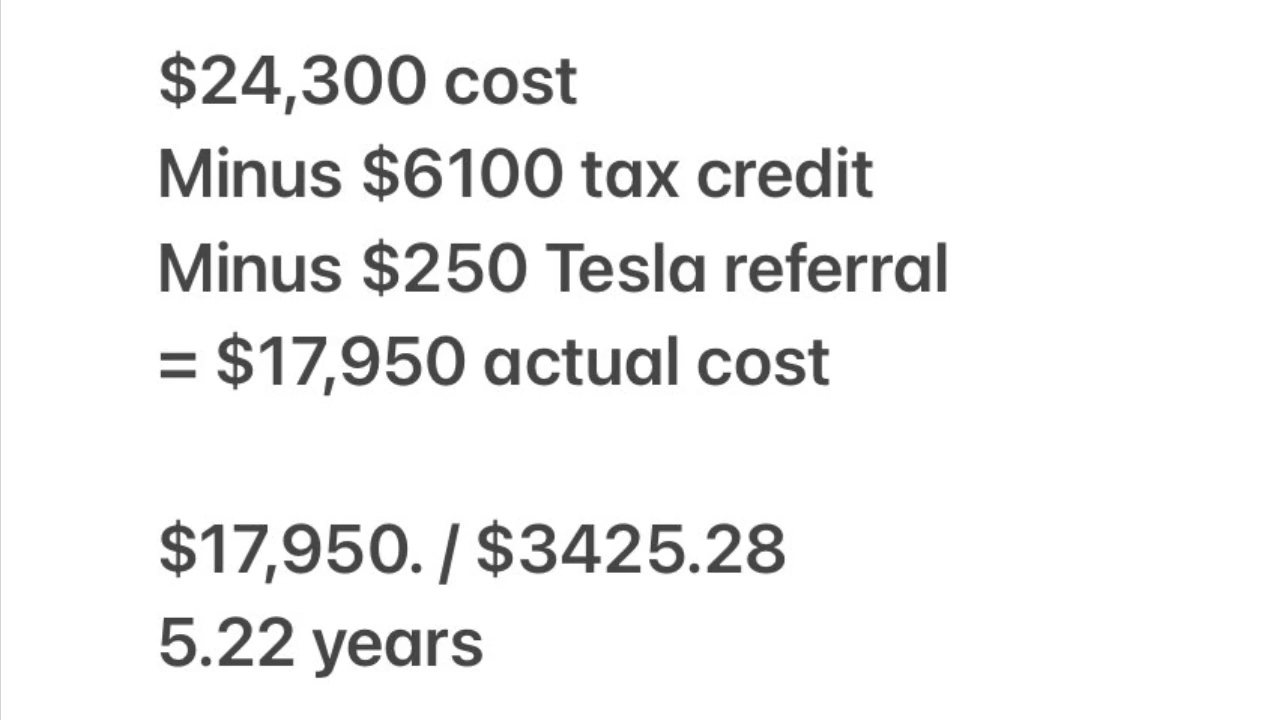 $24,300 cost
Minus $6100 tax credit
Minus $250 Tesla referral
= $17,950 actual cost
$17,950. / $3425.28
5.22 years